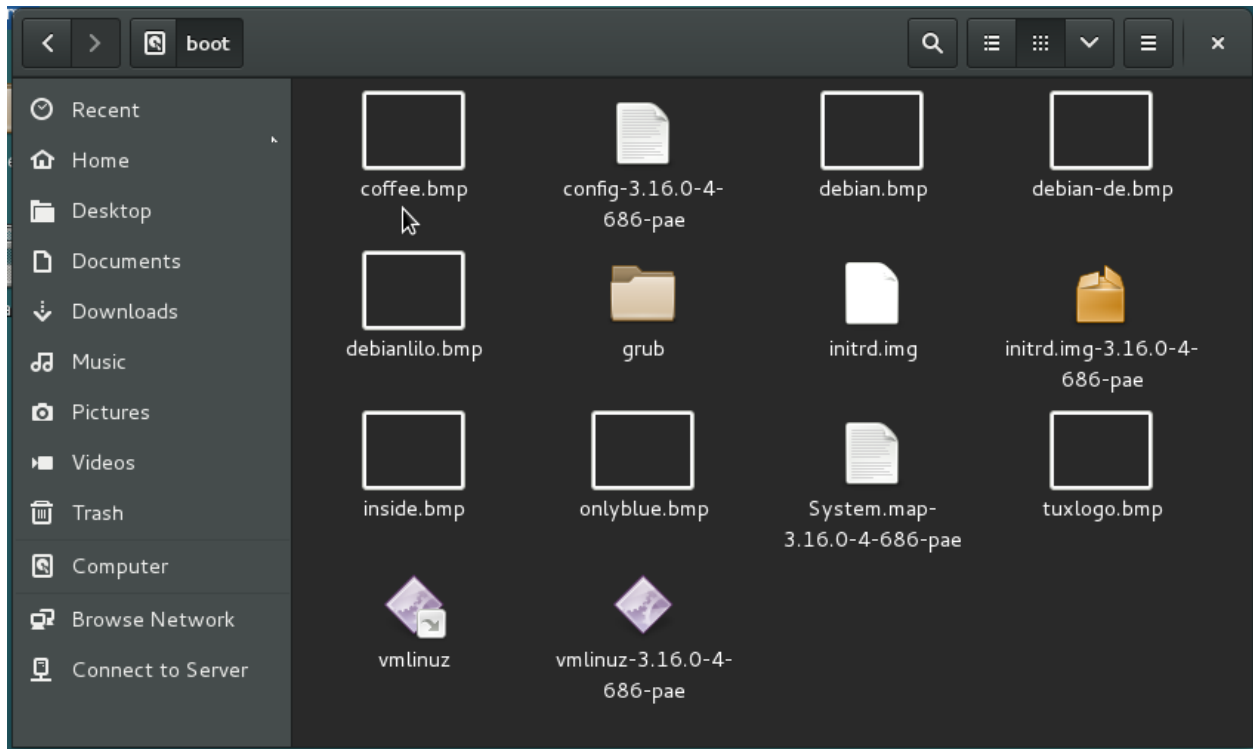 boot
Recent
Home
Desktop
Documents
Downloads
Music
Pictures
Videos
Trash
Computer
Browse Network
Connect to Server
coffee.bmp
config-3.16.0-4-
686-pae
debian.bmp
debian-de.bmp
debianlilo.bmp
grub
initrd.img
initrd.img-3.16.0-4-
686-pae
inside.bmp
onlyblue.bmp
System.map-
3.16.0-4-686-pae
tuxlogo.bmp
vmlinuz
vmlinuz-3.16.0-4-
686-pae